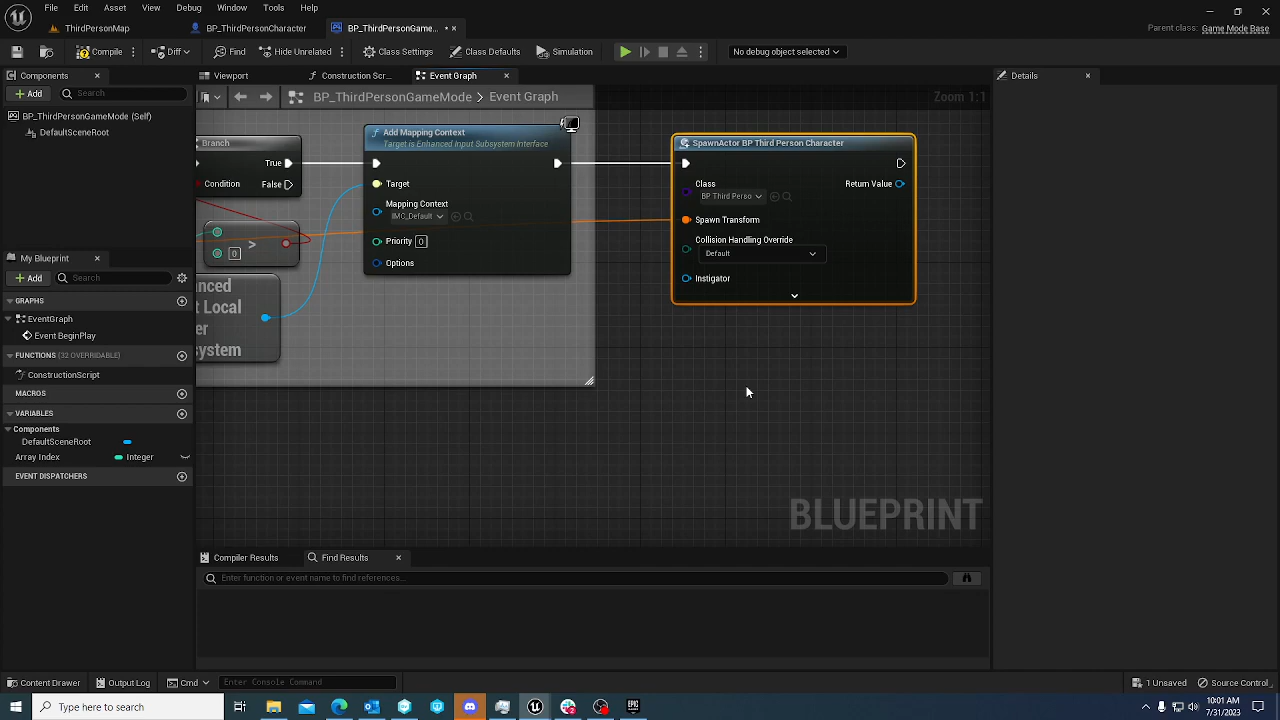 File
Edit
Asset
View
Debug
Window
Tools
Help
ThirdPersonMap
BP_ThirdPersonCharacter
BP_ThirdPersonGame...
Parent class: Game Mode Base
Compile
Diff
Find
Hide Unrelated
Class Settings
Class Defaults
Simulation
No debug object selected
Components
Viewport
Construction Scr...
Event Graph
Details
Add
Search
BP_ThirdPersonGameMode > Event Graph
Zoom 1:1
BP_ThirdPersonGameMode (Self)
DefaultSceneRoot
Branch
True
Condition
False
Add Mapping Context
Target is Enhanced Input Subsystem Interface
Target
Mapping Context
IMC_Default
Priority 0
Options
> 0
anced
t Local
er
system
SpawnActor BP Third Person Character
Class
Return Value
BP Third Perso
Spawn Transform
Collision Handling Override
Default
Instigator
BLUEPRINT
My Blueprint
Add
Search
GRAPHS
EventGraph
Event BeginPlay
FUNCTIONS (32 OVERRIDABLE)
ConstructionScript
MACROS
VARIABLES
Components
DefaultSceneRoot
Array Index
Integer
EVENT DISPATCHERS
Compiler Results
Find Results
Enter function or event name to find references...
Content Drawer
Output Log
Cmd
Enter Console Command
1 Unsaved
Source Control
Type here to search
10:01 AM
7/31/2023